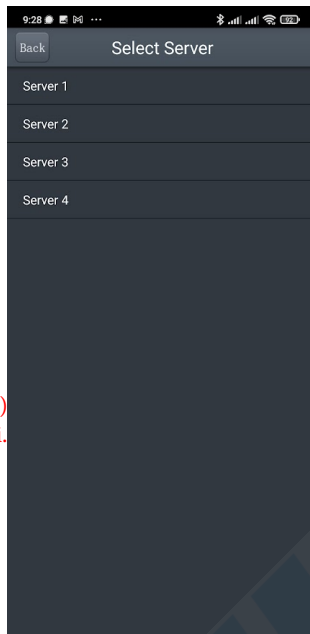 9:28 ... 92
Back Select Server
Server 1
Server 2
Server 3
Server 4
)
.